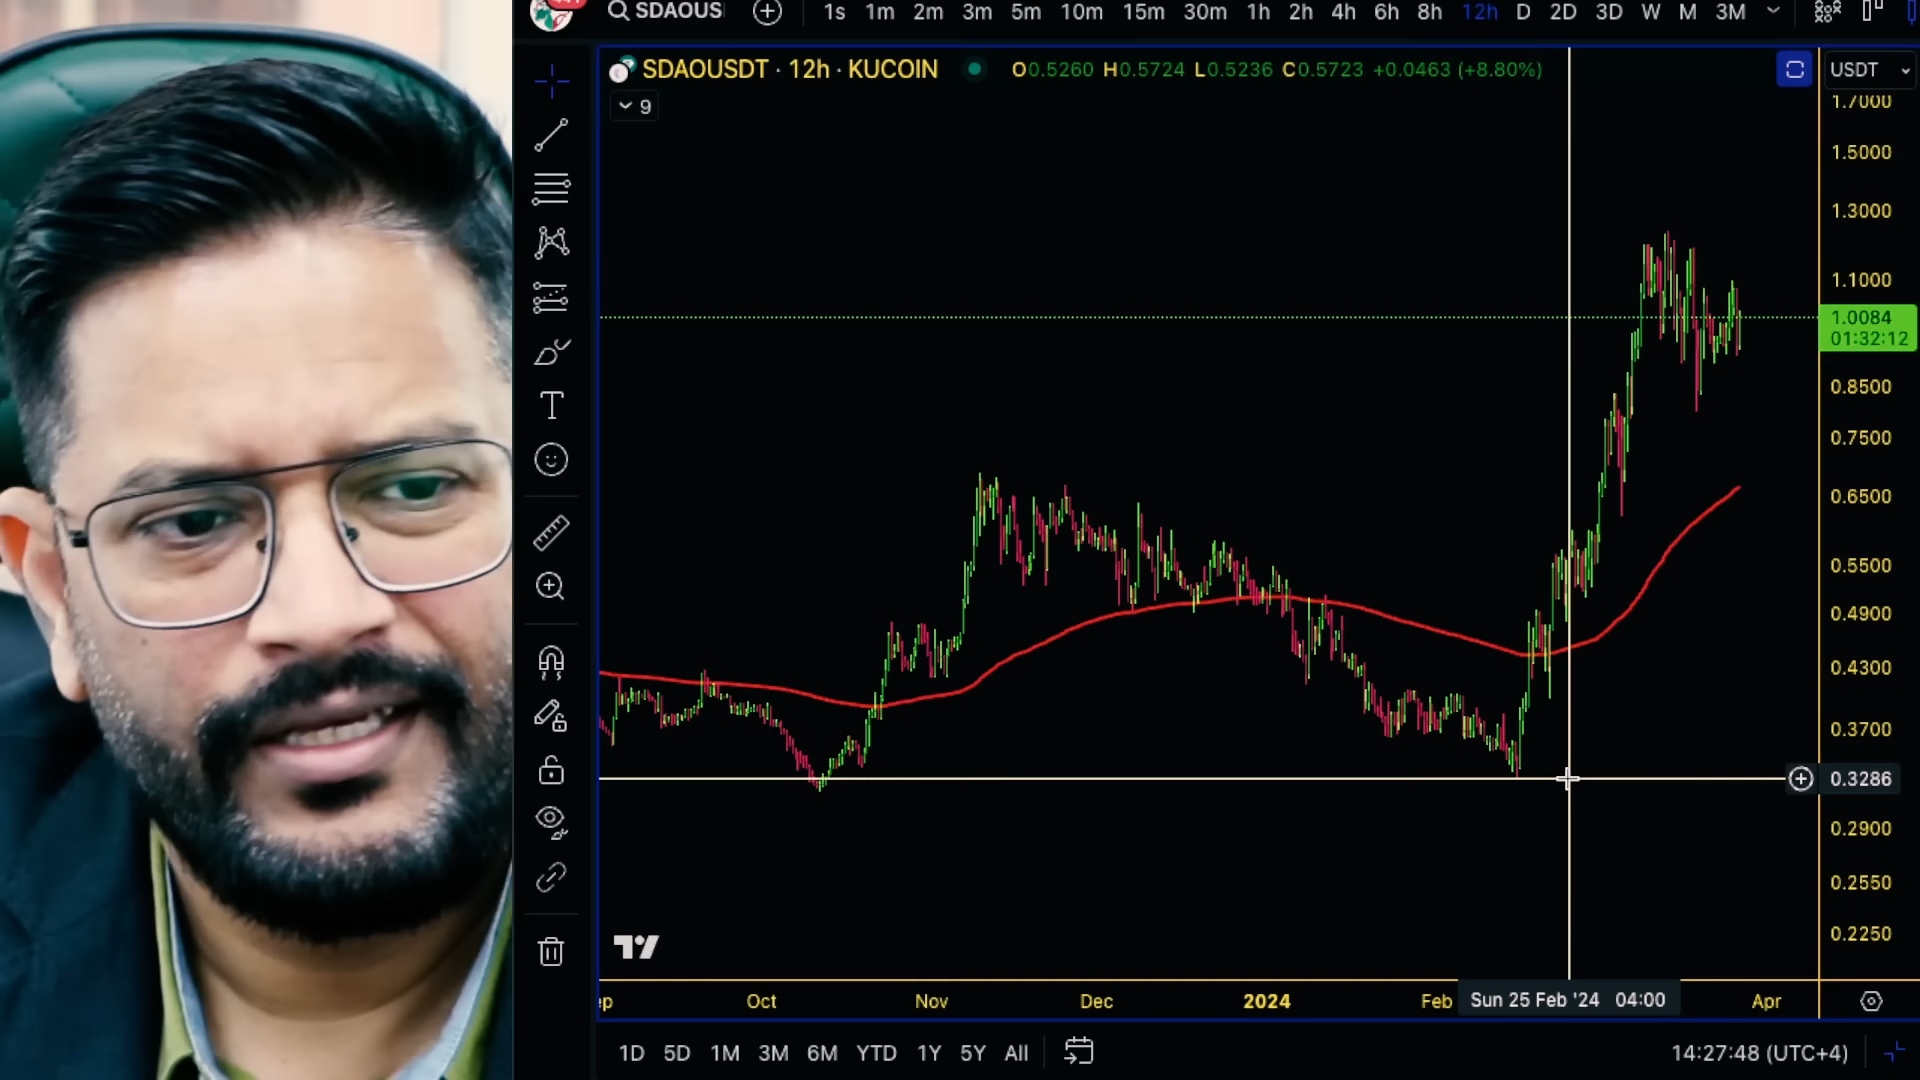 SDAOUS
1s 1m 2m 3m 5m 10m 15m 30m 1h 2h 4h 6h 8h 12h D 2D 3D W M 3M
SDAOUSDT · 12h · KUCOIN
O0.5260 H0.5724 L0.5236 C0.5723 +0.0463 (+8.80%)
USDT
9
1.7000
1.5000
1.3000
1.1000
1.0084
01:32:12
0.8500
0.7500
0.6500
0.5500
0.4900
0.4300
0.3700
0.3286
0.2900
0.2550
0.2250
T
Oct Nov Dec 2024 Feb Sun 25 Feb '24 04:00 Apr
1D 5D 1M 3M 6M YTD 1Y 5Y All
14:27:48 (UTC+4)